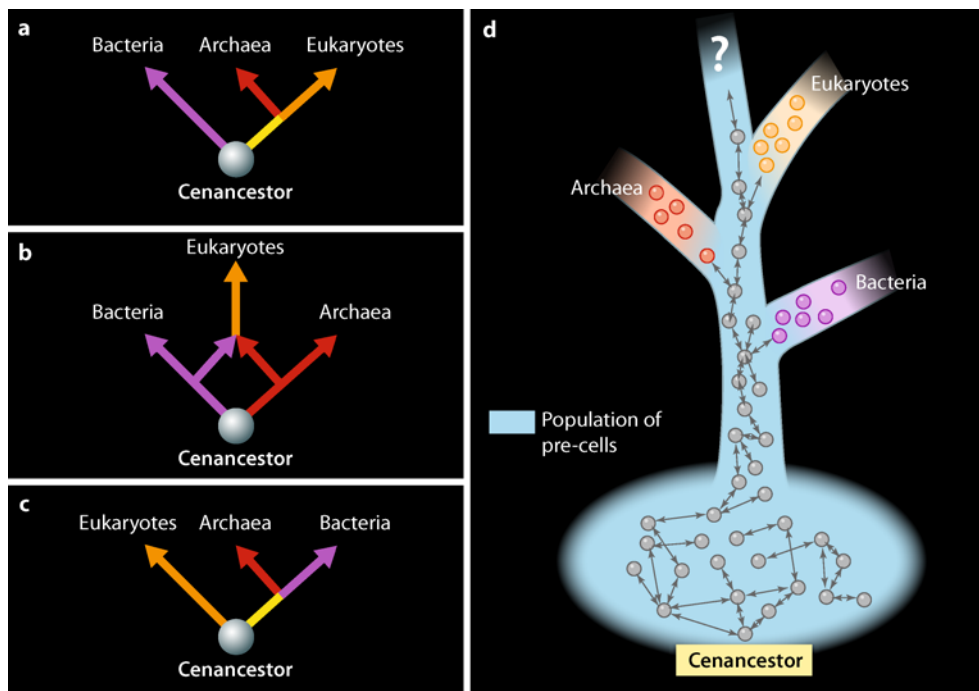 a
Bacteria
Archaea
Eukaryotes
Cenancestor
b
Eukaryotes
Bacteria
Archaea
Cenancestor
c
Eukaryotes
Archaea
Bacteria
Cenancestor
d
?
Eukaryotes
Archaea
Bacteria
Population of
pre-cells
Cenancestor